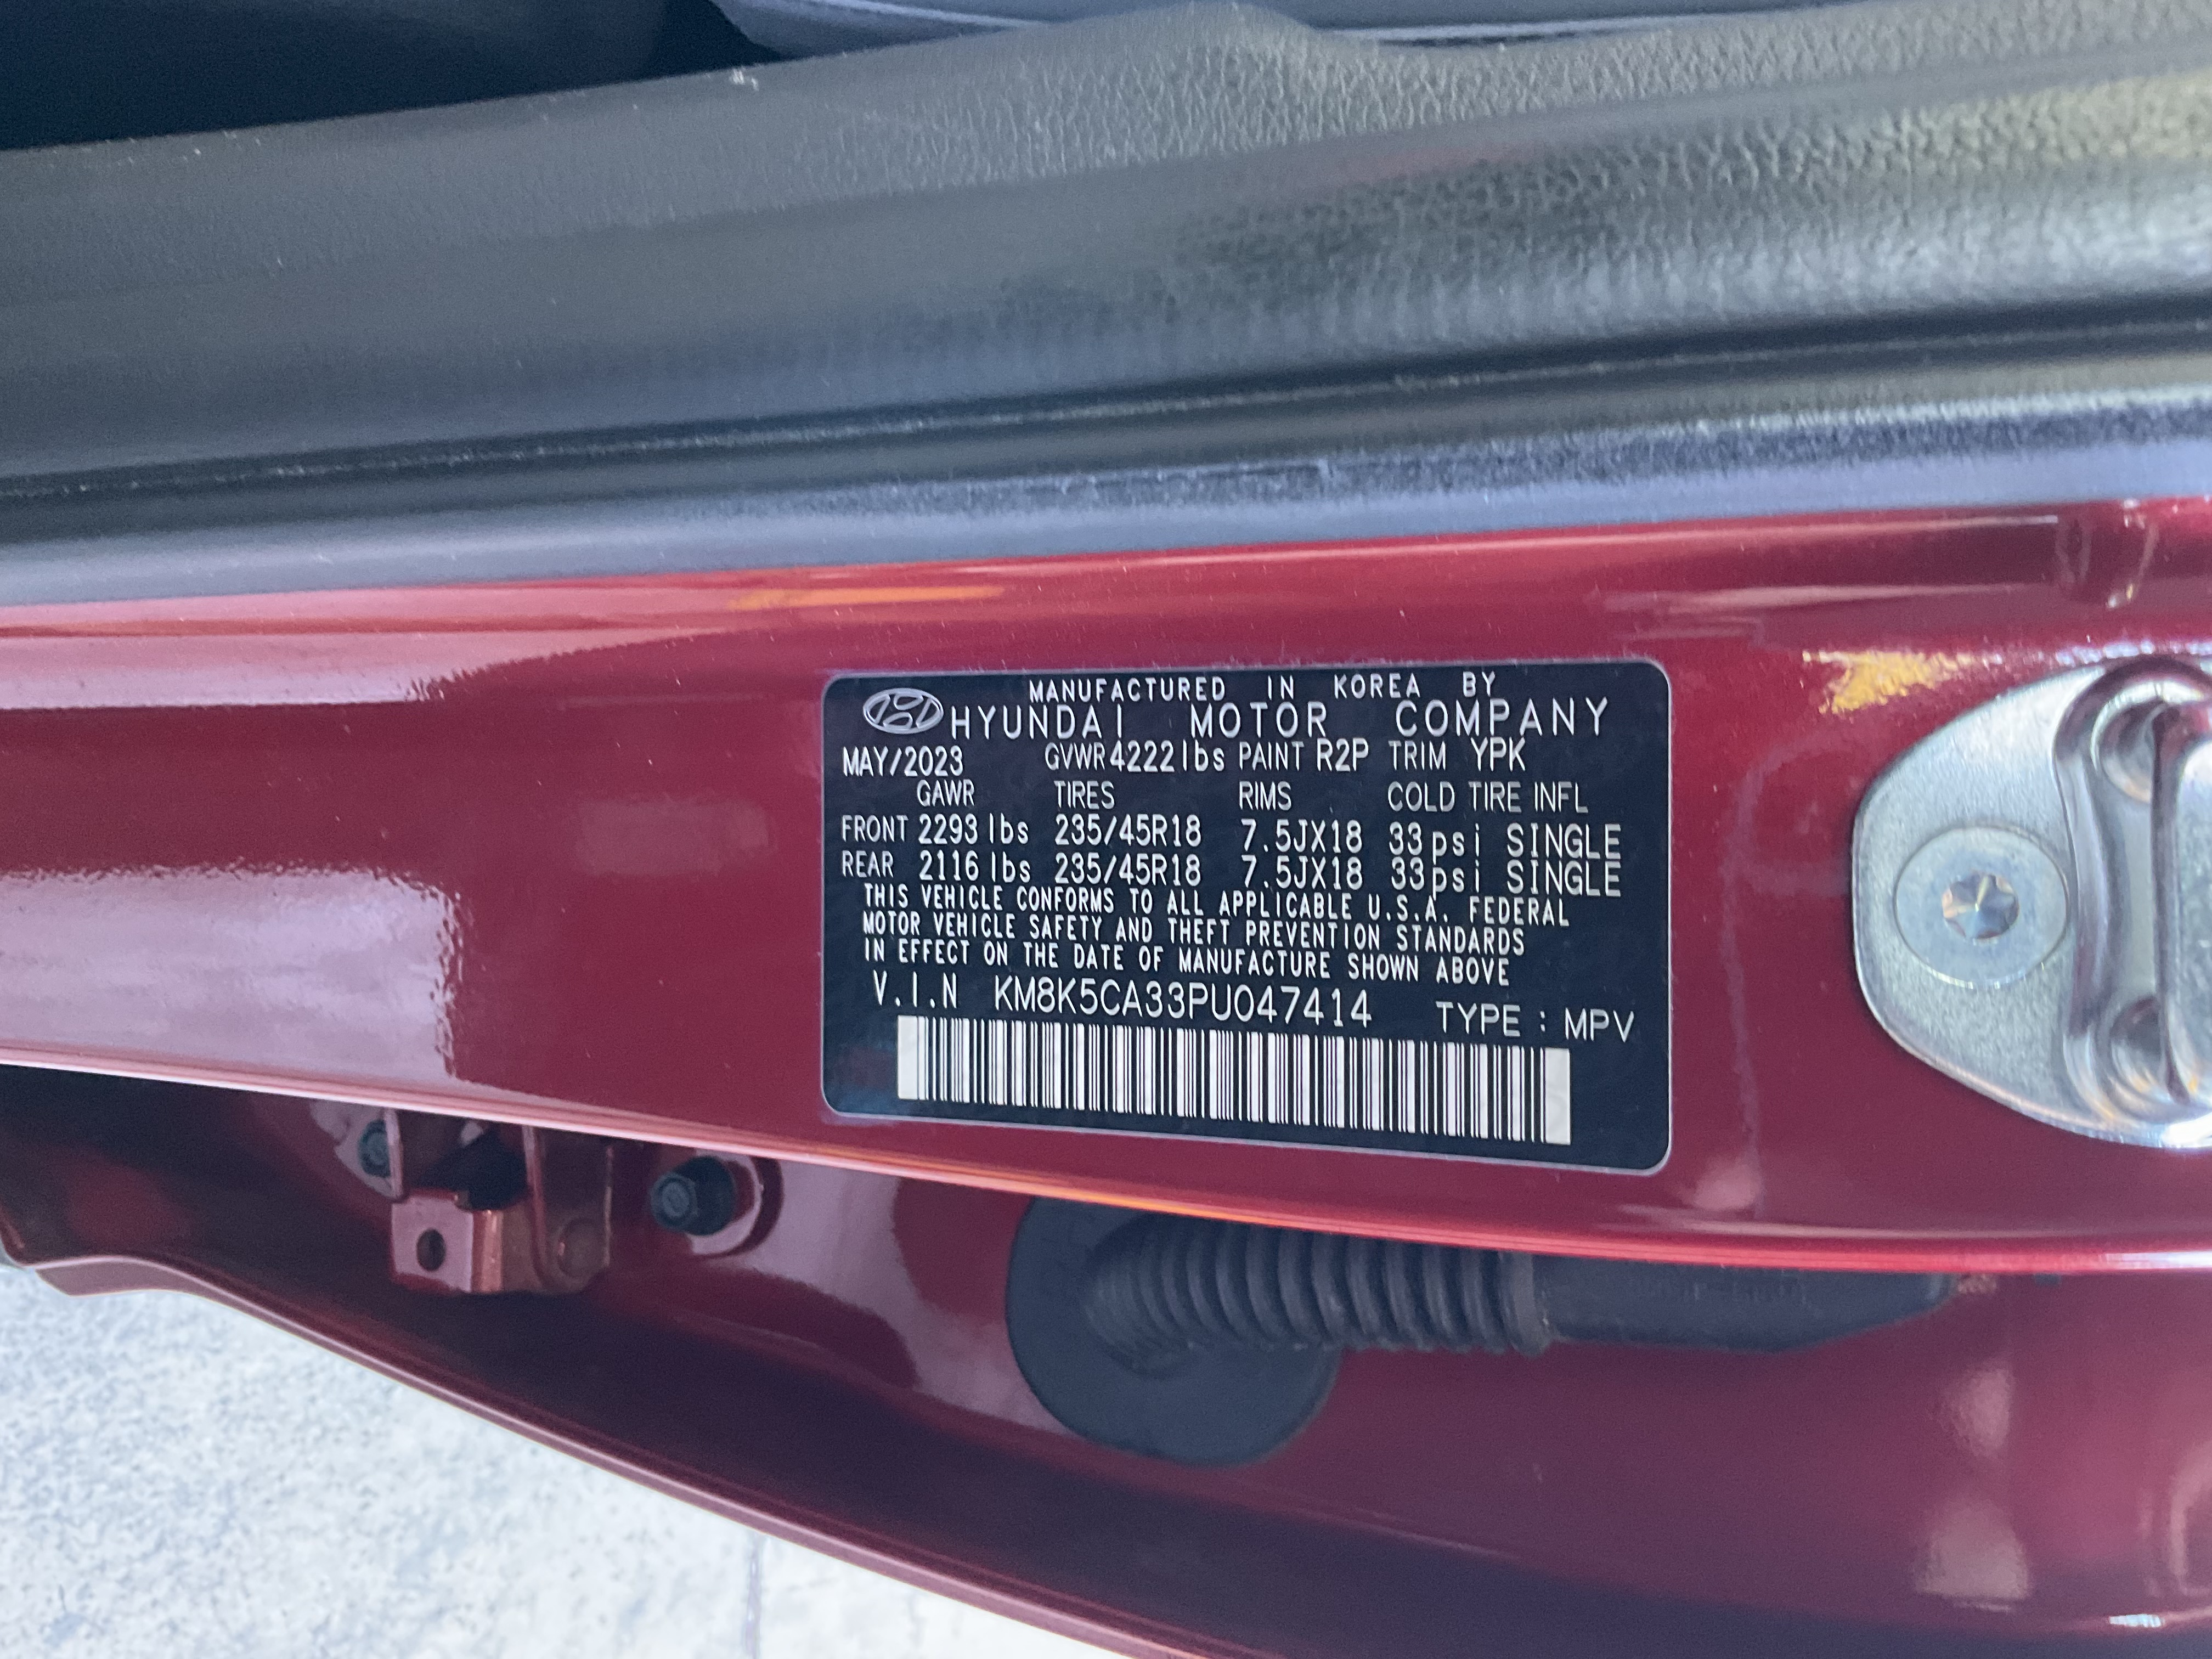 MANUFACTURED IN KOREA BY
HYUNDAI MOTOR COMPANY
MAY/2023 GVWR 4222 lbs PAINT R2P TRIM YPK
GAWR TIRES RIMS COLD TIRE INFL
FRONT 2293 lbs 235/45R18 7.5JX18 33psi SINGLE
REAR 2116 lbs 235/45R18 7.5JX18 33psi SINGLE
THIS VEHICLE CONFORMS TO ALL APPLICABLE U.S.A. FEDERAL
MOTOR VEHICLE SAFETY AND THEFT PREVENTION STANDARDS
IN EFFECT ON THE DATE OF MANUFACTURE SHOWN ABOVE
V.I.N KM8K5CA33PU047414 TYPE : MPV